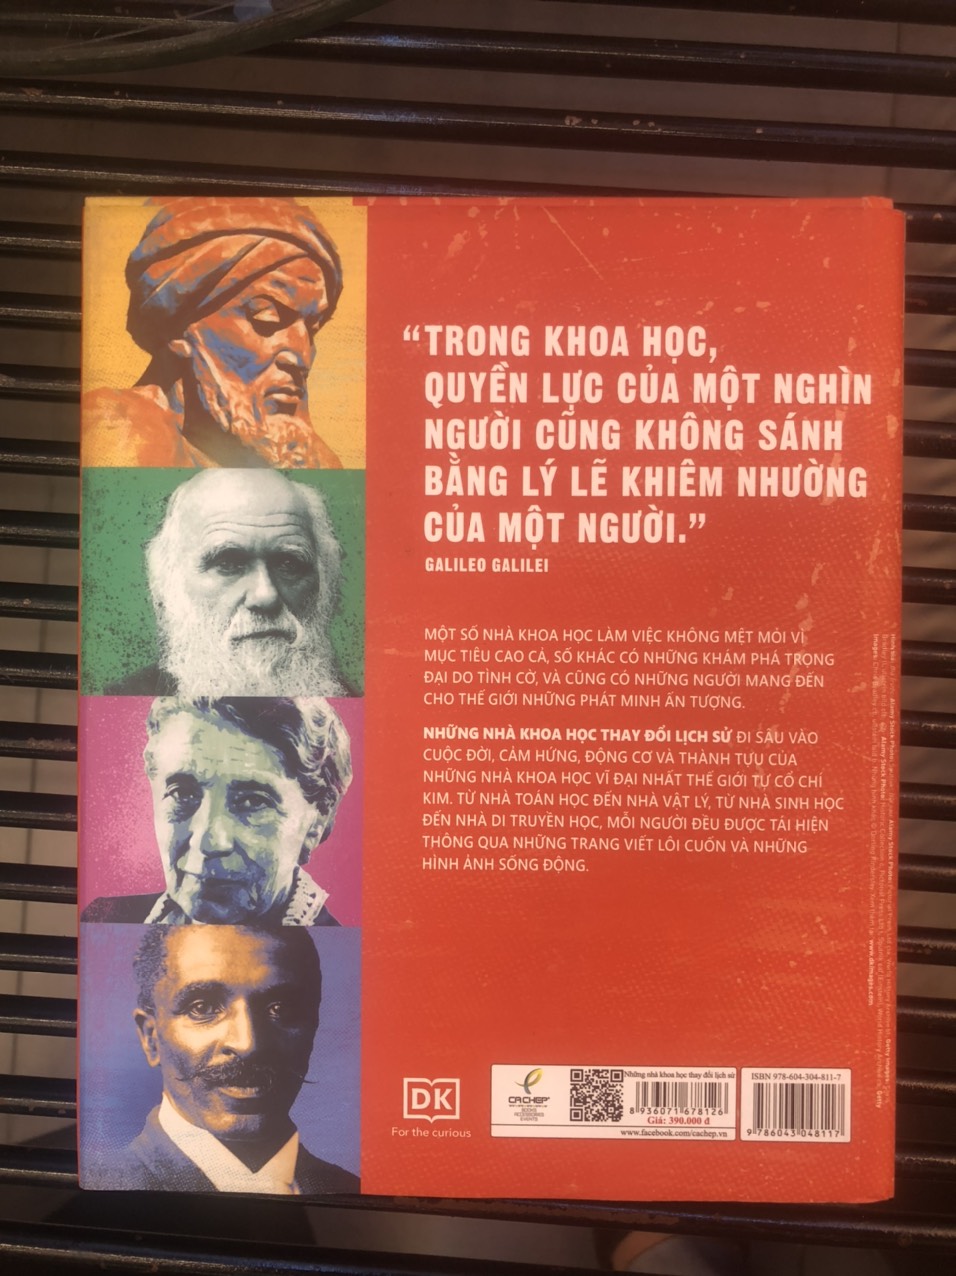 “TRONG KHOA HỌC,
QUYỀN LỰC CỦA MỘT NGHÌN
NGƯỜI CŨNG KHÔNG SÁNH
BẰNG LÝ LẼ KHIÊM NHƯỜNG
CỦA MỘT NGƯỜI.”
GALILEO GALILEI
MỘT SỐ NHÀ KHOA HỌC LÀM VIỆC KHÔNG MỆT MỎI VÌ
MỤC TIÊU CAO CẢ, SỐ KHÁC CÓ NHỮNG KHÁM PHÁ TRỌNG
ĐẠI DO TÌNH CỜ, VÀ CŨNG CÓ NHỮNG NGƯỜI MANG ĐẾN
CHO THẾ GIỚI NHỮNG PHÁT MINH ẤN TƯỢNG.
NHỮNG NHÀ KHOA HỌC THAY ĐỔI LỊCH SỬ ĐI SÂU VÀO
CUỘC ĐỜI, CẢM HỨNG, ĐỘNG CƠ VÀ THÀNH TỰU CỦA
NHỮNG NHÀ KHOA HỌC VĨ ĐẠI NHẤT THẾ GIỚI TỰ CỔ CHÍ
KIM. TỪ NHÀ TOÁN HỌC ĐẾN NHÀ VẬT LÝ, TỪ NHÀ SINH HỌC
ĐẾN NHÀ DI TRUYỀN HỌC, MỖI NGƯỜI ĐỀU ĐƯỢC TÁI HIỆN
THÔNG QUA NHỮNG TRANG VIẾT LÔI CUỐN VÀ NHỮNG
HÌNH ẢNH SỐNG ĐỘNG.
DK
For the curious
CACHEP
BOOKS
ACCESSORIES
EVENTS
Những nhà khoa học thay đổi lịch sử
8 936071 678126
Giá: 390.000 đ
www.facebook.com/cachep.vn
ISBN 978-604-304-811-7
9 786043 048117
www.dkimages.com